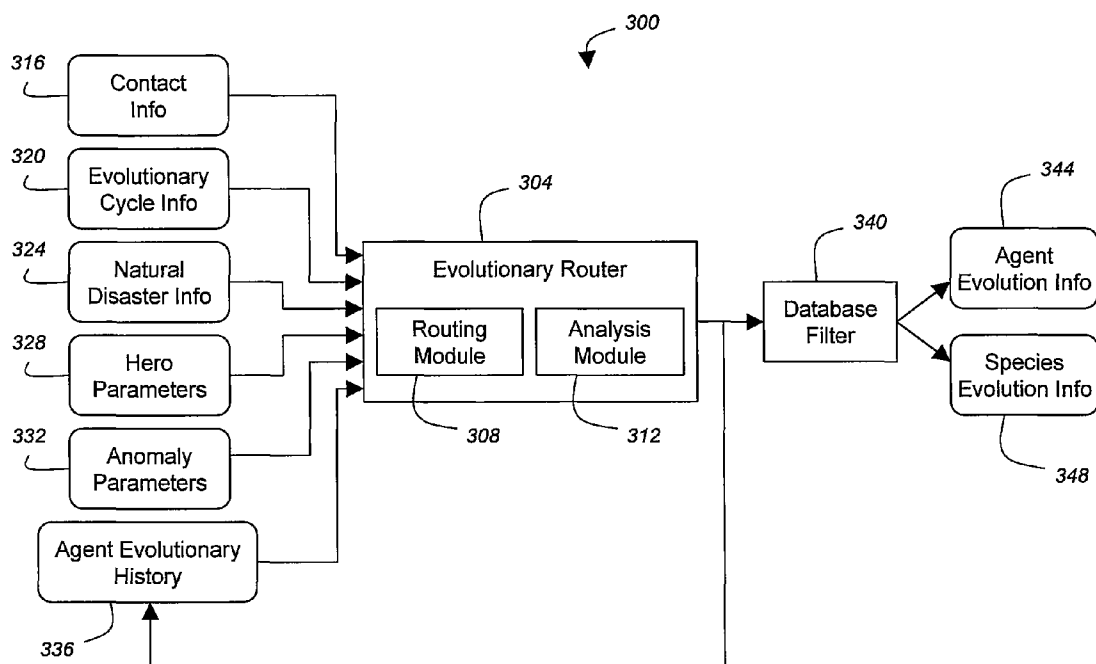 300
316
Contact
Info
320
Evolutionary
Cycle Info
324
Natural
Disaster Info
328
Hero
Parameters
332
Anomaly
Parameters
Agent Evolutionary
History
336
304
Evolutionary Router
Routing
Module
308
Analysis
Module
312
340
Database
Filter
344
Agent
Evolution Info
Species
Evolution Info
348